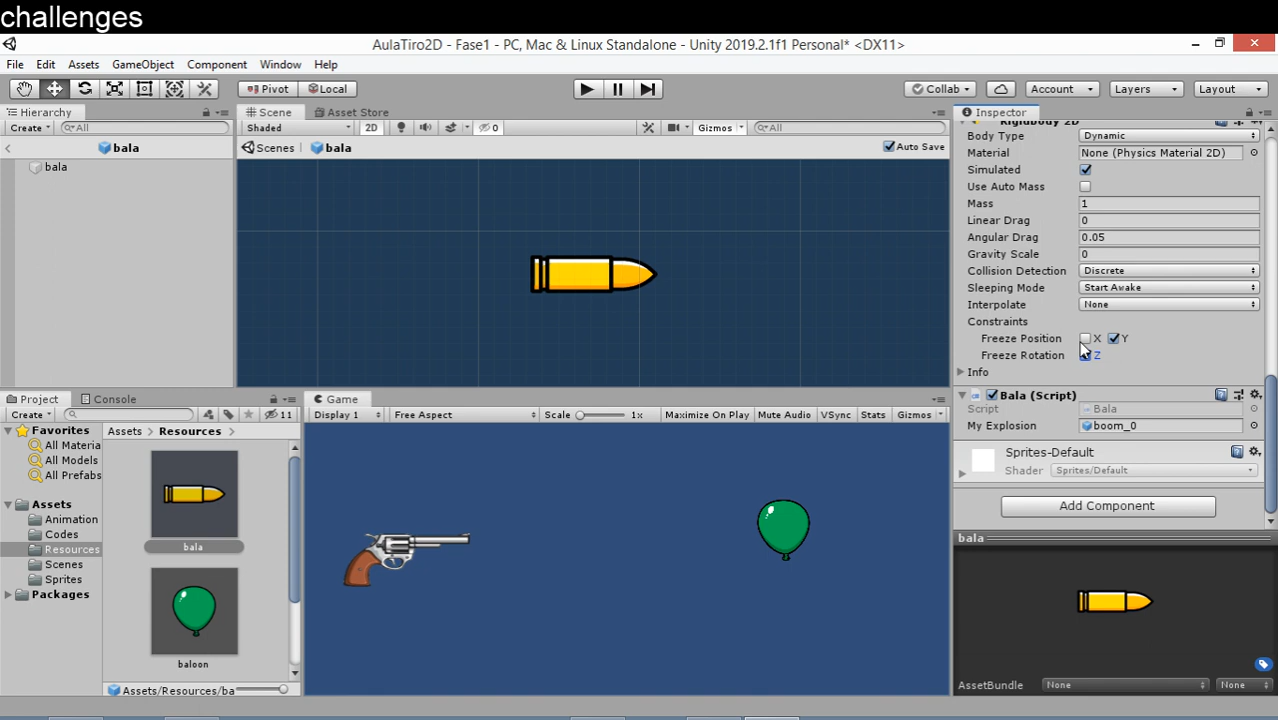 challenges
AulaTiro2D - Fase1 - PC, Mac & Linux Standalone - Unity 2019.2.1f1 Personal* <DX11>
File Edit Assets GameObject Component Window Help
Pivot Local Collab Account Layers Layout
Hierarchy
Create All
bala
bala
Scene Asset Store
Shaded 2D 0 Gizmos All
Scenes bala Auto Save
Inspector
Rigidbody 2D
Body Type Dynamic
Material None (Physics Material 2D)
Simulated
Use Auto Mass
Mass 1
Linear Drag 0
Angular Drag 0.05
Gravity Scale 0
Collision Detection Discrete
Sleeping Mode Start Awake
Interpolate None
Constraints
Freeze Position X Y
Freeze Rotation Z
Info
Bala (Script)
Script Bala
My Explosion boom_0
Sprites-Default
Shader Sprites/Default
Add Component
bala
AssetBundle None None
Project Console
Create 11
Favorites
All Materia
All Models
All Prefabs
Assets
Animation
Codes
Resources
Scenes
Sprites
Packages
Assets Resources
bala
baloon
Assets/Resources/ba
Game
Display 1 Free Aspect Scale 1x Maximize On Play Mute Audio VSync Stats Gizmos